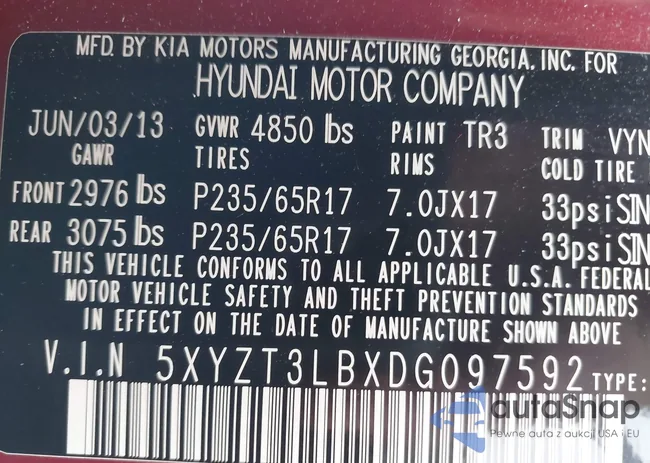 MFD. BY KIA MOTORS MANUFACTURING GEORGIA. INC. FOR
HYUNDAI MOTOR COMPANY
JUN/03/13 GVWR 4850 lbs PAINT TR3 TRIM VYN
GAWR TIRES RIMS COLD TIRE
FRONT 2976 lbs P235/65R17 7.0JX17 33psi SIN
REAR 3075 lbs P235/65R17 7.0JX17 33psi SIN
THIS VEHICLE CONFORMS TO ALL APPLICABLE U.S.A. FEDERAL
MOTOR VEHICLE SAFETY AND THEFT PREVENTION STANDARDS
IN EFFECT ON THE DATE OF MANUFACTURE SHOWN ABOVE
V.I.N 5XYZT3LBXDG097592 TYPE:
autaSnap
Pewne auta z aukcji USA i EU